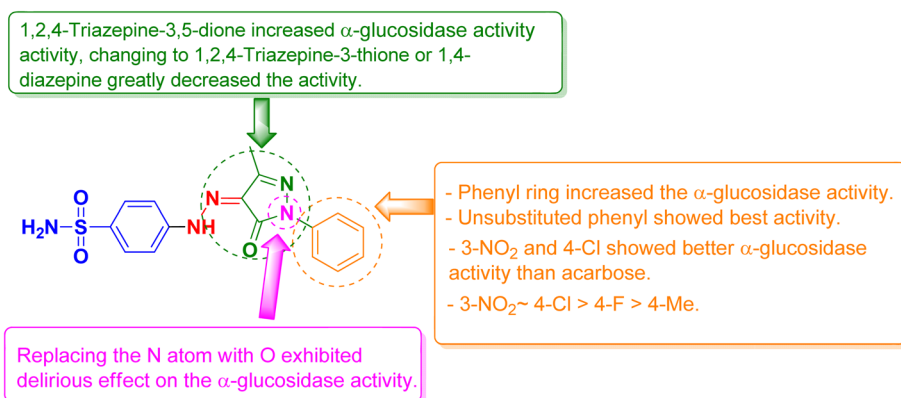 1,2,4-Triazepine-3,5-dione increased α-glucosidase activity
activity, changing to 1,2,4-Triazepine-3-thione or 1,4-
diazepine greatly decreased the activity.
H₂N
S
O
O
NH
N
N
N
O
- Phenyl ring increased the α-glucosidase activity.
- Unsubstituted phenyl showed best activity.
- 3-NO₂ and 4-Cl showed better α-glucosidase
activity than acarbose.
- 3-NO₂~ 4-Cl > 4-F > 4-Me.
Replacing the N atom with O exhibited
delirious effect on the α-glucosidase activity.